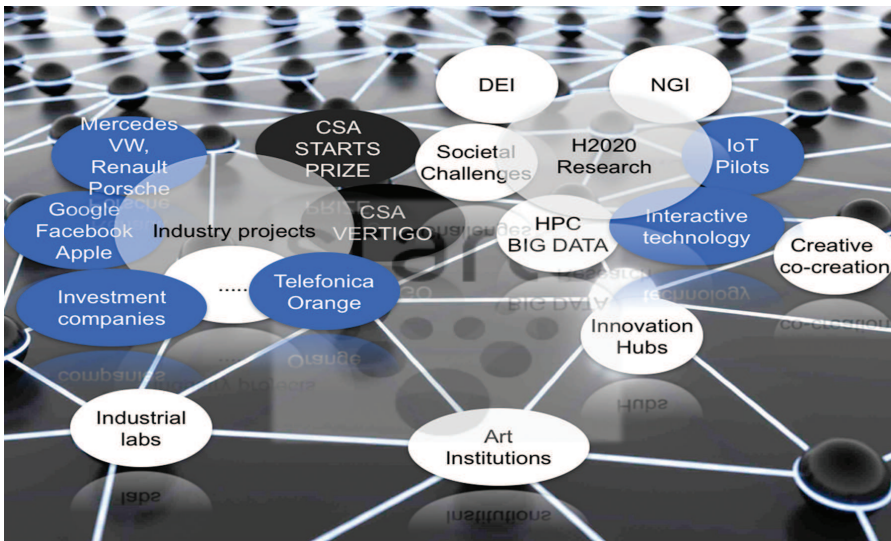 DEI
NGI
Mercedes
VW,
Renault
Porsche
CSA
STARTS
PRIZE
Societal
Challenges
H2020
Research
IoT
Pilots
Google
Facebook
Apple
Industry projects
CSA
VERTIGO
HPC
BIG DATA
Interactive
technology
Creative
co-creation
Investment
companies
.....
Telefonica
Orange
Innovation
Hubs
Industrial
labs
Art
Institutions